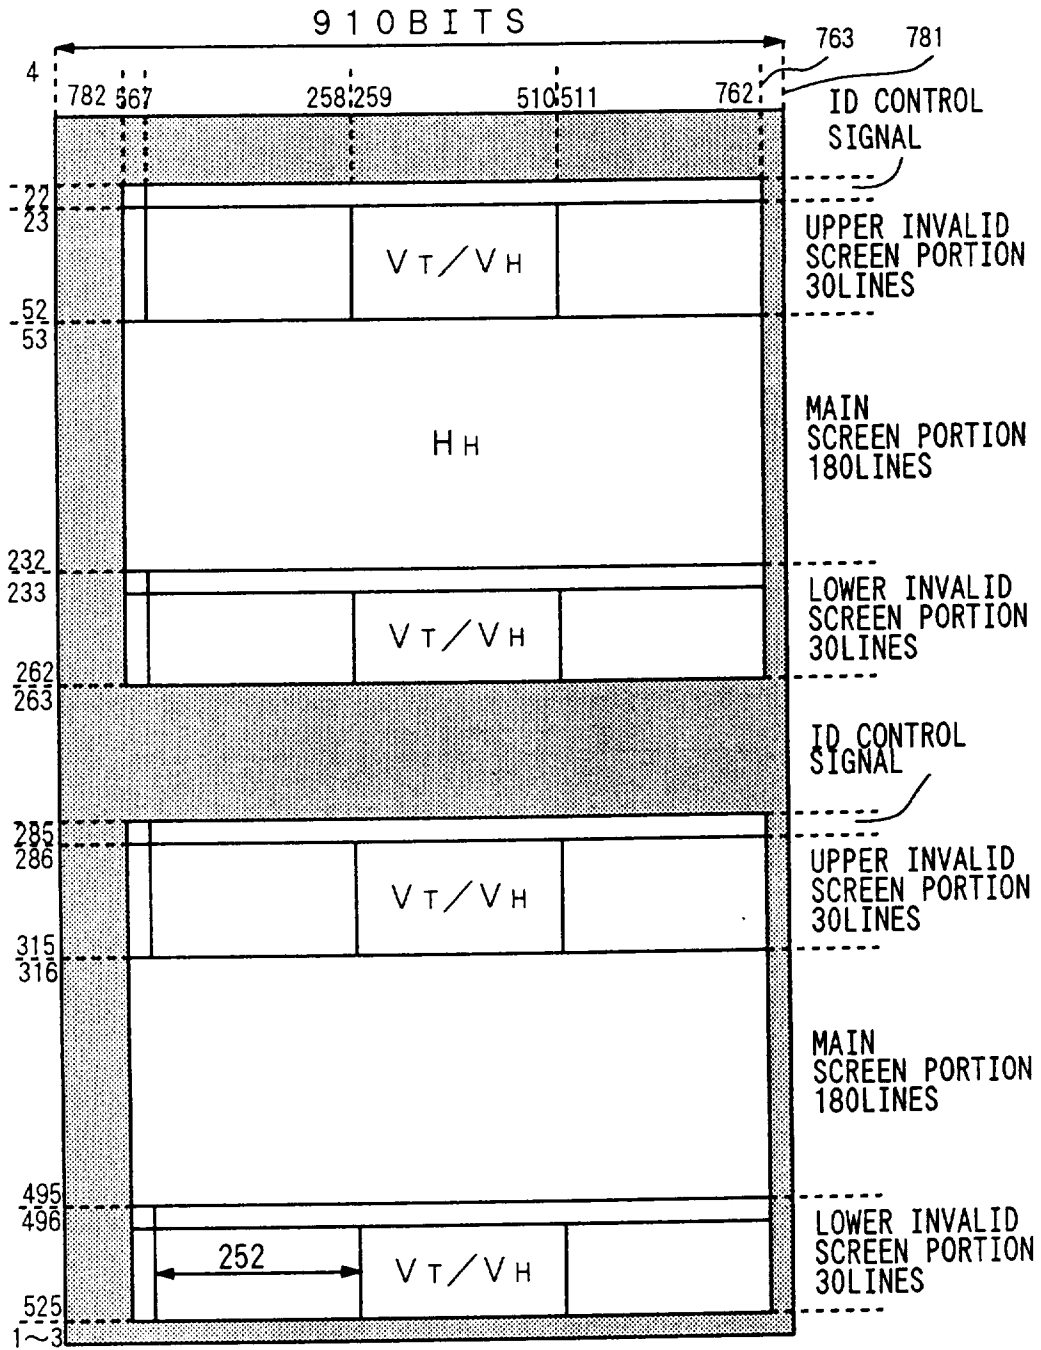 910BITS
4
763
781
782
567
258
259
510
511
762
ID CONTROL
SIGNAL
22
23
UPPER INVALID
SCREEN PORTION
30LINES
VT/VH
52
53
MAIN
SCREEN PORTION
180LINES
HH
232
233
LOWER INVALID
SCREEN PORTION
30LINES
VT/VH
262
263
ID CONTROL
SIGNAL
285
286
UPPER INVALID
SCREEN PORTION
30LINES
VT/VH
315
316
MAIN
SCREEN PORTION
180LINES
495
496
LOWER INVALID
SCREEN PORTION
30LINES
252
VT/VH
525
1~3